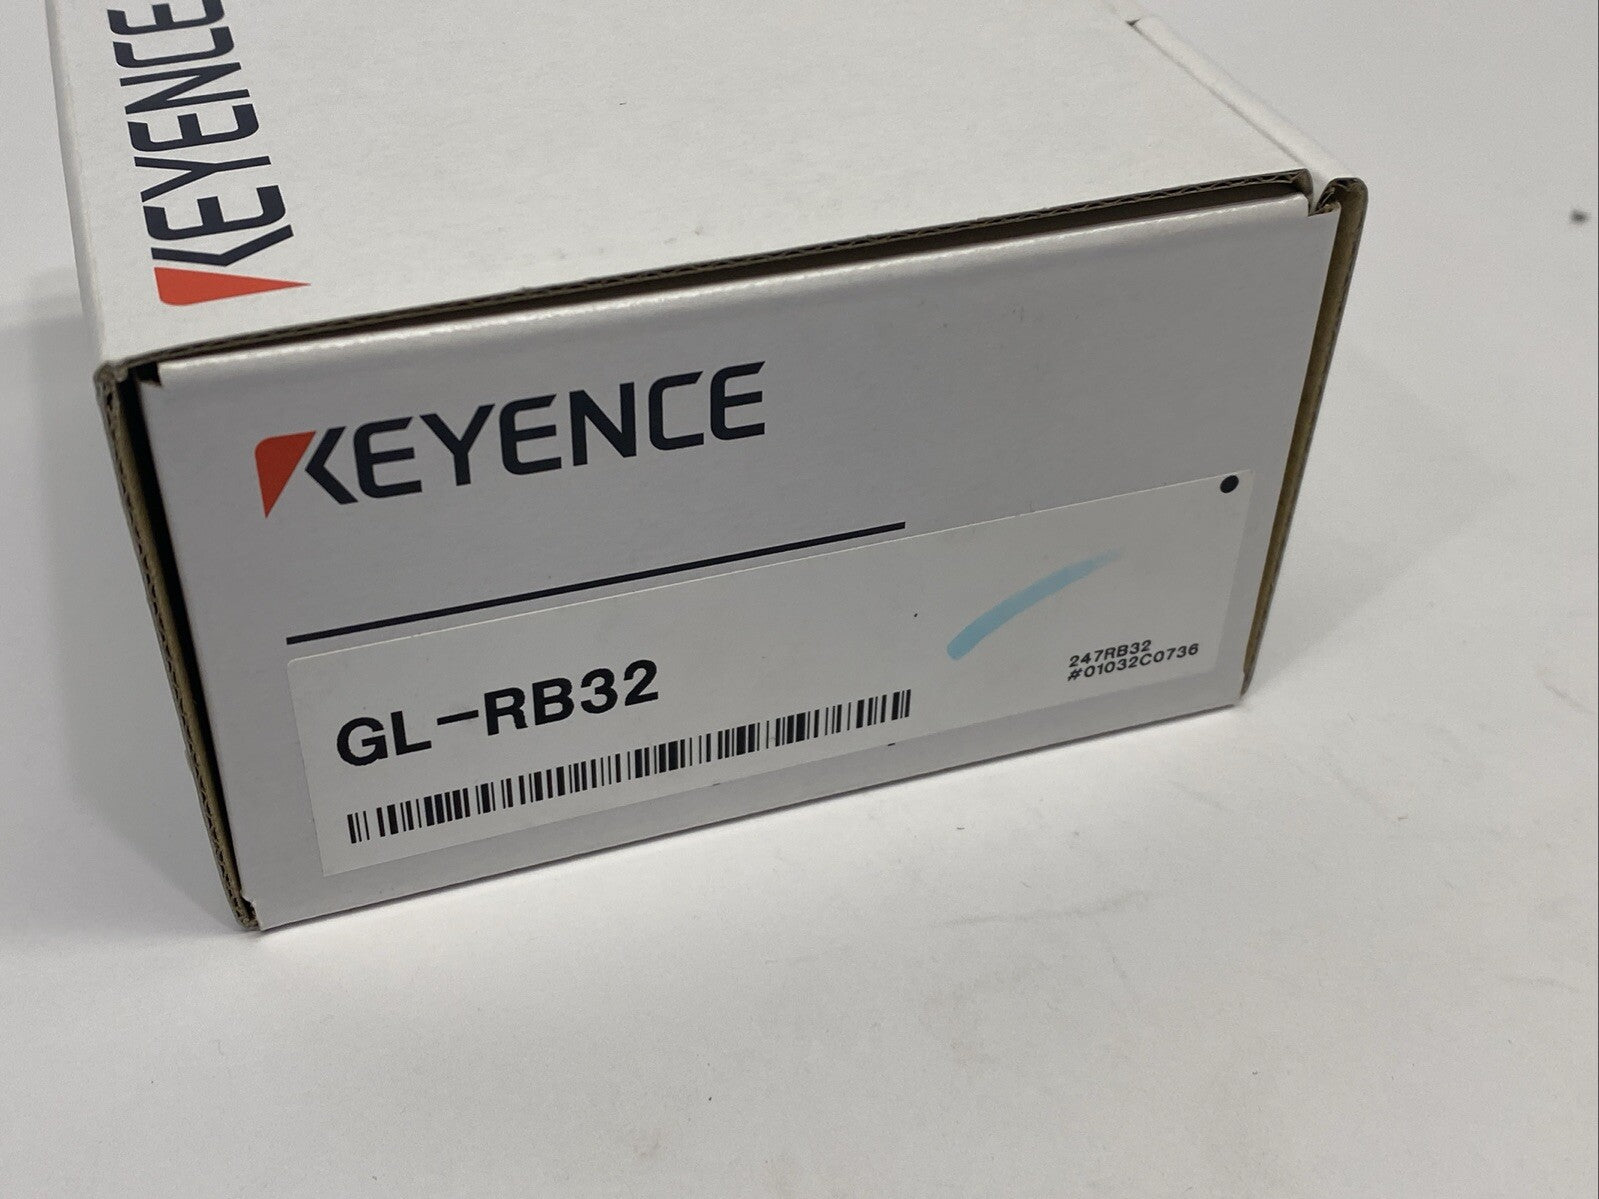 KEYENCE
KEYENCE
GL-RB32
247RB32
#01032C0736